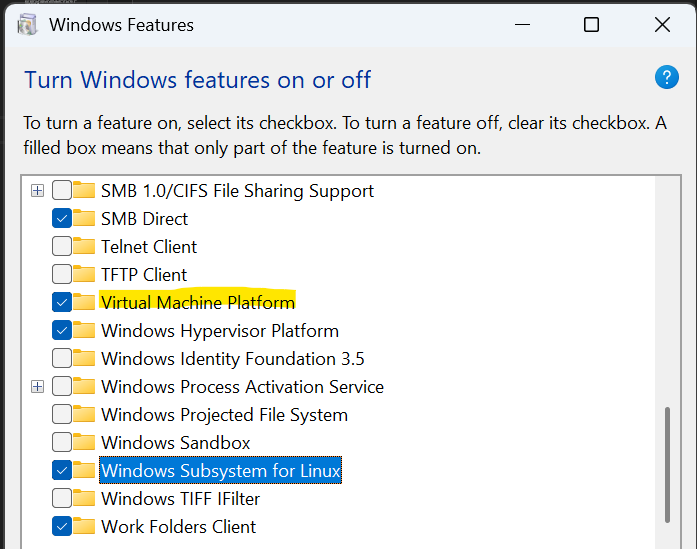 Windows Features
Turn Windows features on or off
?
To turn a feature on, select its checkbox. To turn a feature off, clear its checkbox. A
filled box means that only part of the feature is turned on.
SMB 1.0/CIFS File Sharing Support
SMB Direct
Telnet Client
TFTP Client
Virtual Machine Platform
Windows Hypervisor Platform
Windows Identity Foundation 3.5
Windows Process Activation Service
Windows Projected File System
Windows Sandbox
Windows Subsystem for Linux
Windows TIFF IFilter
Work Folders Client